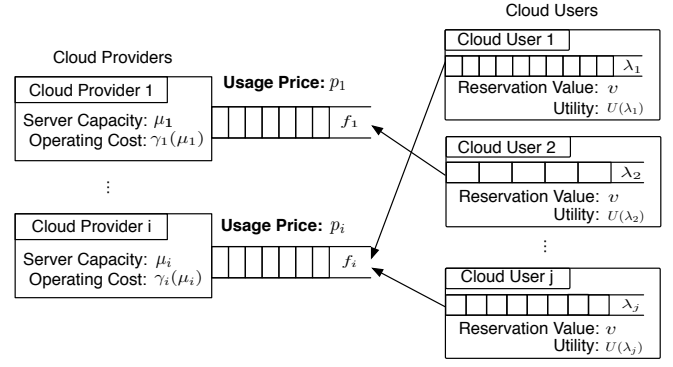 Cloud Providers
Cloud Provider 1
Server Capacity: μ₁
Operating Cost: γ₁(μ₁)
⋮
Cloud Provider i
Server Capacity: μᵢ
Operating Cost: γᵢ(μᵢ)
Usage Price: p₁
f₁
Usage Price: pᵢ
fᵢ
Cloud Users
Cloud User 1
λ₁
Reservation Value: v
Utility: U(λ₁)
Cloud User 2
λ₂
Reservation Value: v
Utility: U(λ₂)
⋮
Cloud User j
λⱼ
Reservation Value: v
Utility: U(λⱼ)